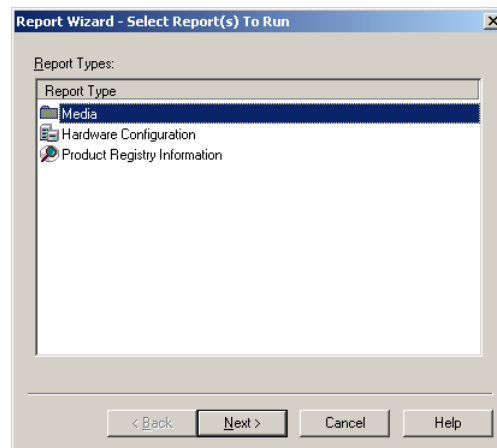 Report Wizard - Select Report(s) To Run
Report Types:
Report Type
Media
Hardware Configuration
Product Registry Information
< Back
Next >
Cancel
Help